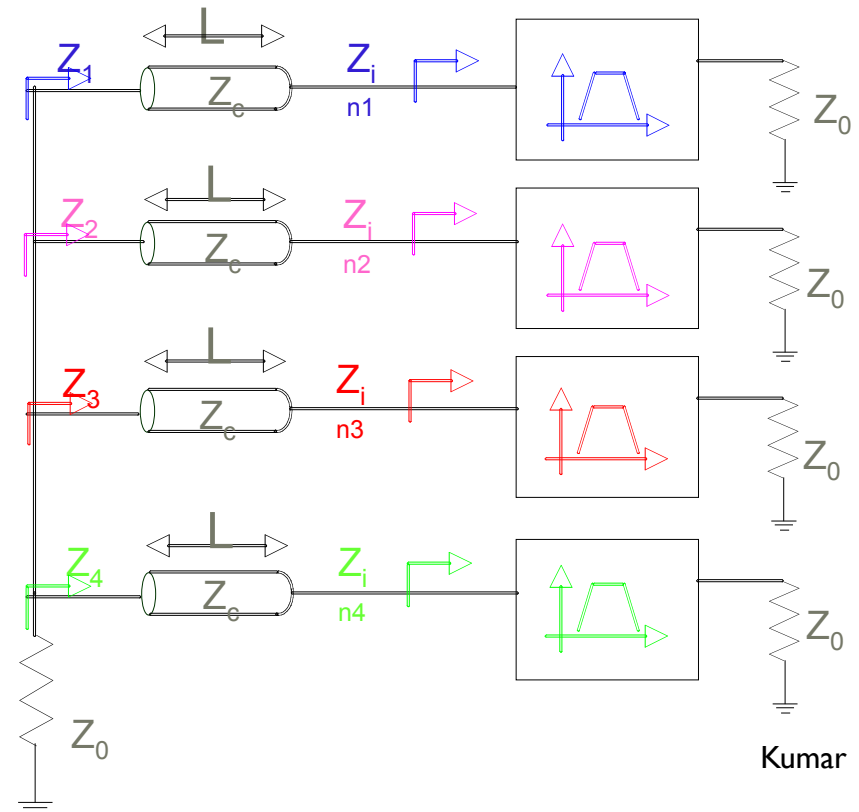 L
Z1 Zc Zi n1 Z0
L
Z2 Zc Zi n2 Z0
L
Z3 Zc Zi n3 Z0
L
Z4 Zc Zi n4 Z0
Z0
Kumar